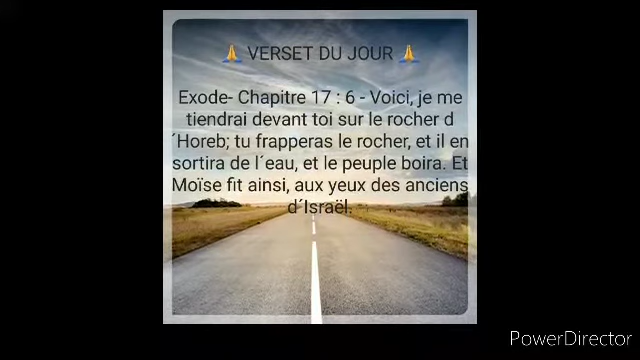 🙏 VERSET DU JOUR 🙏
Exode- Chapitre 17 : 6 - Voici, je me
tiendrai devant toi sur le rocher d
´Horeb; tu frapperas le rocher, et il en
sortira de l´eau, et le peuple boira. Et
Moïse fit ainsi, aux yeux des anciens
d´Israël.
PowerDirector